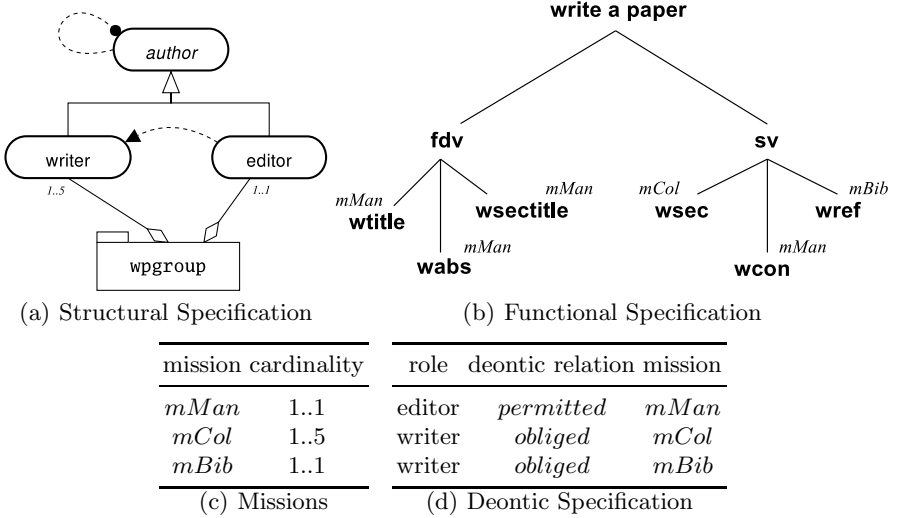 author
writer
editor
1..5
1..1
wpgroup
(a) Structural Specification
write a paper
fdv
sv
mMan
wtitle
mMan
wsectitle
mMan
wabs
mCol
wsec
mBib
wref
mMan
wcon
(b) Functional Specification
mission cardinality
mMan 1..1
mCol 1..5
mBib 1..1
(c) Missions
role deontic relation mission
editor permitted mMan
writer obliged mCol
writer obliged mBib
(d) Deontic Specification